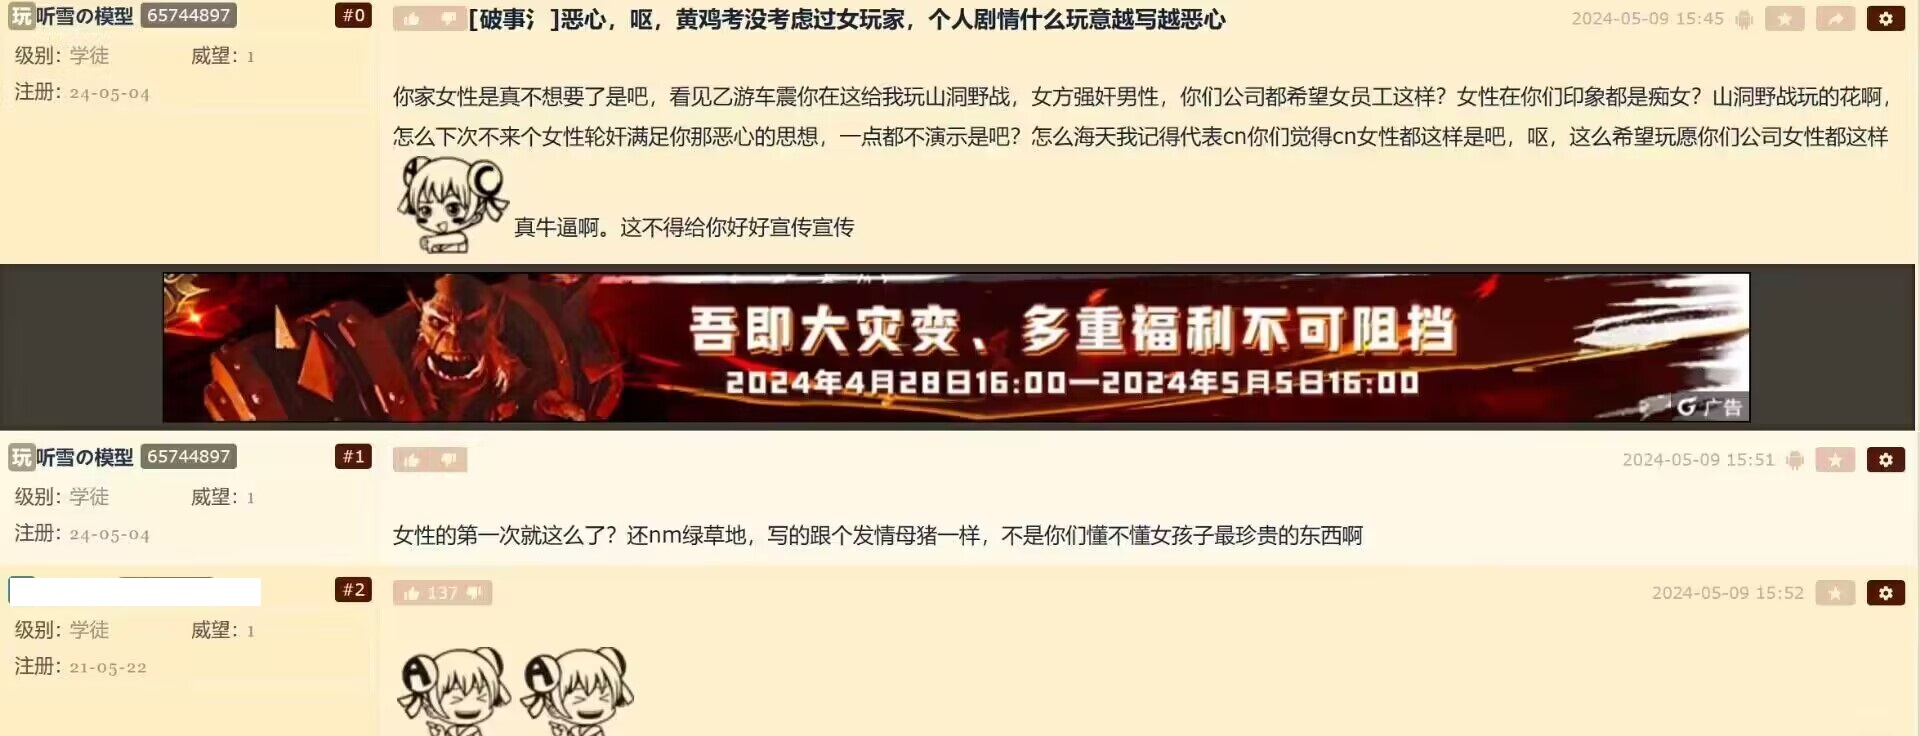 玩听雪の模型 65744897 #0
[破事氵]恶心，呕，黄鸡考没考虑过女玩家，个人剧情什么玩意越写越恶心
2024-05-09 15:45
级别：学徒 威望：1
注册：24-05-04
你家女性是真不想要了是吧，看见乙游车震你在这给我玩山洞野战，女方强奸男性，你们公司都希望女员工这样？女性在你们印象都是痴女？山洞野战玩的花啊，
怎么下次不来个女性轮奸满足你那恶心的思想，一点都不演示是吧？怎么海天我记得代表cn你们觉得cn女性都这样是吧，呕，这么希望玩愿你们公司女性都这样
C
真牛逼啊。这不得给你好好宣传宣传
吾即大灾变、多重福利不可阻挡
2024年4月28日16:00—2024年5月5日16:00
广告
玩听雪の模型 65744897 #1
2024-05-09 15:51
级别：学徒 威望：1
注册：24-05-04
女性的第一次就这么了？还nm绿草地，写的跟个发情母猪一样，不是你们懂不懂女孩子最珍贵的东西啊
#2
137
2024-05-09 15:52
级别：学徒 威望：1
注册：21-05-22
A A